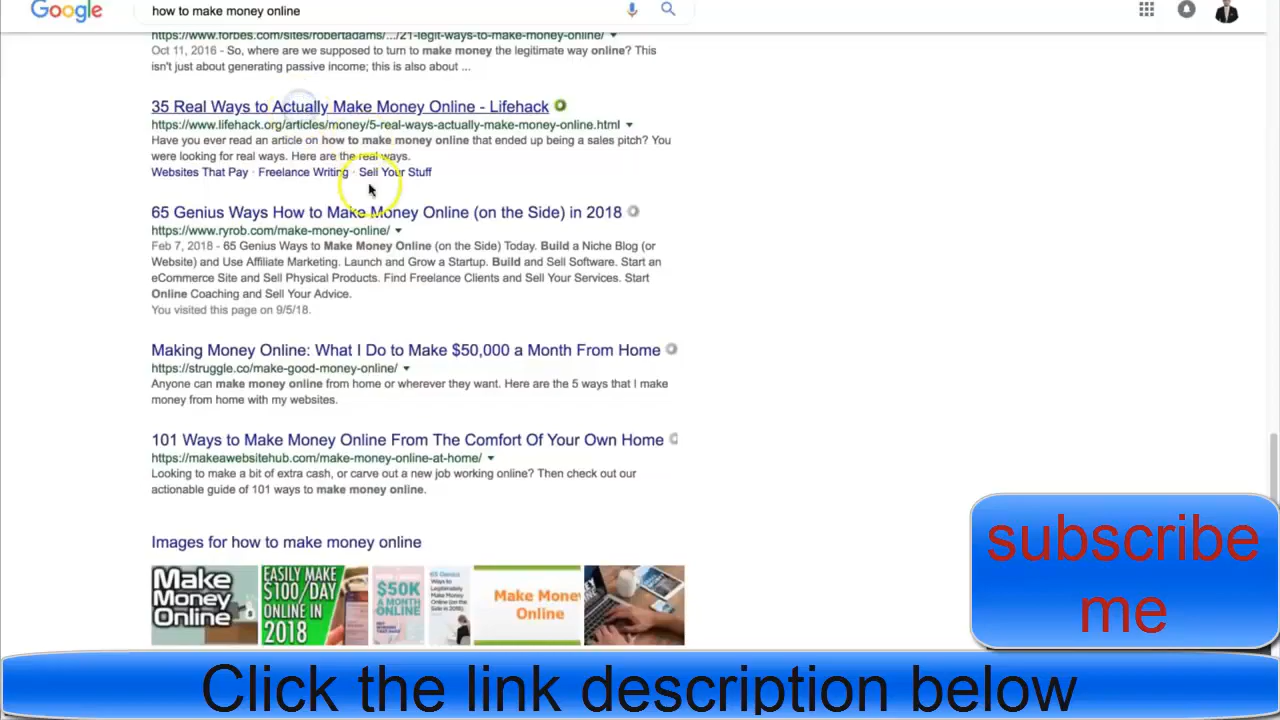 Google
how to make money online
https://www.forbes.com/sites/robertadams/.../21-legit-ways-to-make-money-online/
Oct 11, 2016 - So, where are we supposed to turn to make money the legitimate way online? This
isn't just about generating passive income; this is also about ...
35 Real Ways to Actually Make Money Online - Lifehack
https://www.lifehack.org/articles/money/5-real-ways-actually-make-money-online.html
Have you ever read an article on how to make money online that ended up being a sales pitch? You
were looking for real ways. Here are the real ways.
Websites That Pay · Freelance Writing · Sell Your Stuff
65 Genius Ways How to Make Money Online (on the Side) in 2018
https://www.ryrob.com/make-money-online/
Feb 7, 2018 - 65 Genius Ways to Make Money Online (on the Side) Today. Build a Niche Blog (or
Website) and Use Affiliate Marketing. Launch and Grow a Startup. Build and Sell Software. Start an
eCommerce Site and Sell Physical Products. Find Freelance Clients and Sell Your Services. Start
Online Coaching and Sell Your Advice.
You visited this page on 9/5/18.
Making Money Online: What I Do to Make $50,000 a Month From Home
https://struggle.co/make-good-money-online/
Anyone can make money online from home or wherever they want. Here are the 5 ways that I make
money from home with my websites.
101 Ways to Make Money Online From The Comfort Of Your Own Home
https://makeawebsitehub.com/make-money-online-at-home/
Looking to make a bit of extra cash, or carve out a new job working online? Then check out our
actionable guide of 101 ways to make money online.
Images for how to make money online
Make
Money
Online
EASILY MAKE
$100/DAY
ONLINE IN
2018
$50K
A MONTH
ONLINE
65 Genius
Ways to
Legitimately
Make Money
Online (on the
Side) in 2018
Make Money
Online
subscribe
me
Click the link description below